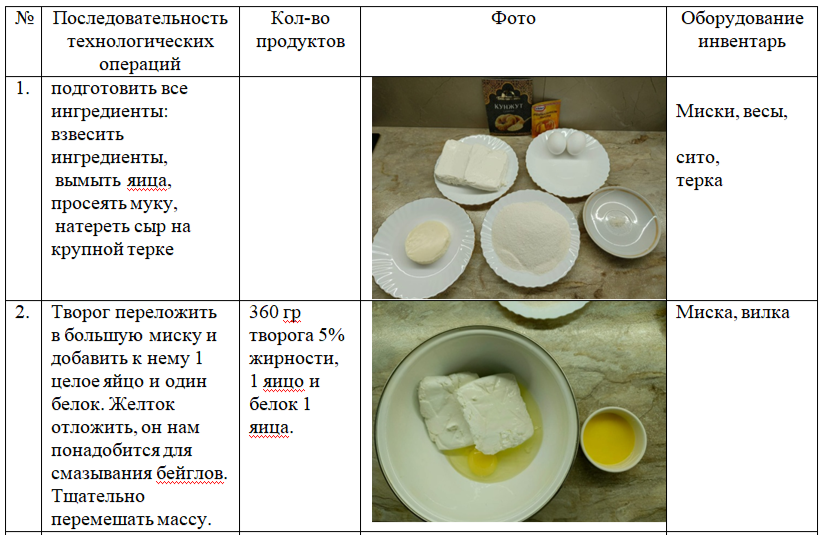 №
Последовательность
технологических
операций
Кол-во
продуктов
Фото
Оборудование
инвентарь
1.
подготовить все
ингредиенты:
взвесить
ингредиенты,
вымыть яица,
просеять муку,
натереть сыр на
крупной терке
КУНЖУТ
Миски, весы,
сито,
терка
2.
Творог переложить
в большую миску и
добавить к нему 1
целое яйцо и один
белок. Желток
отложить, он нам
понадобится для
смазывания бейглов.
Тщательно
перемешать массу.
360 гр
творога 5%
жирности,
1 яицо и
белок 1
яица.
Миска, вилка